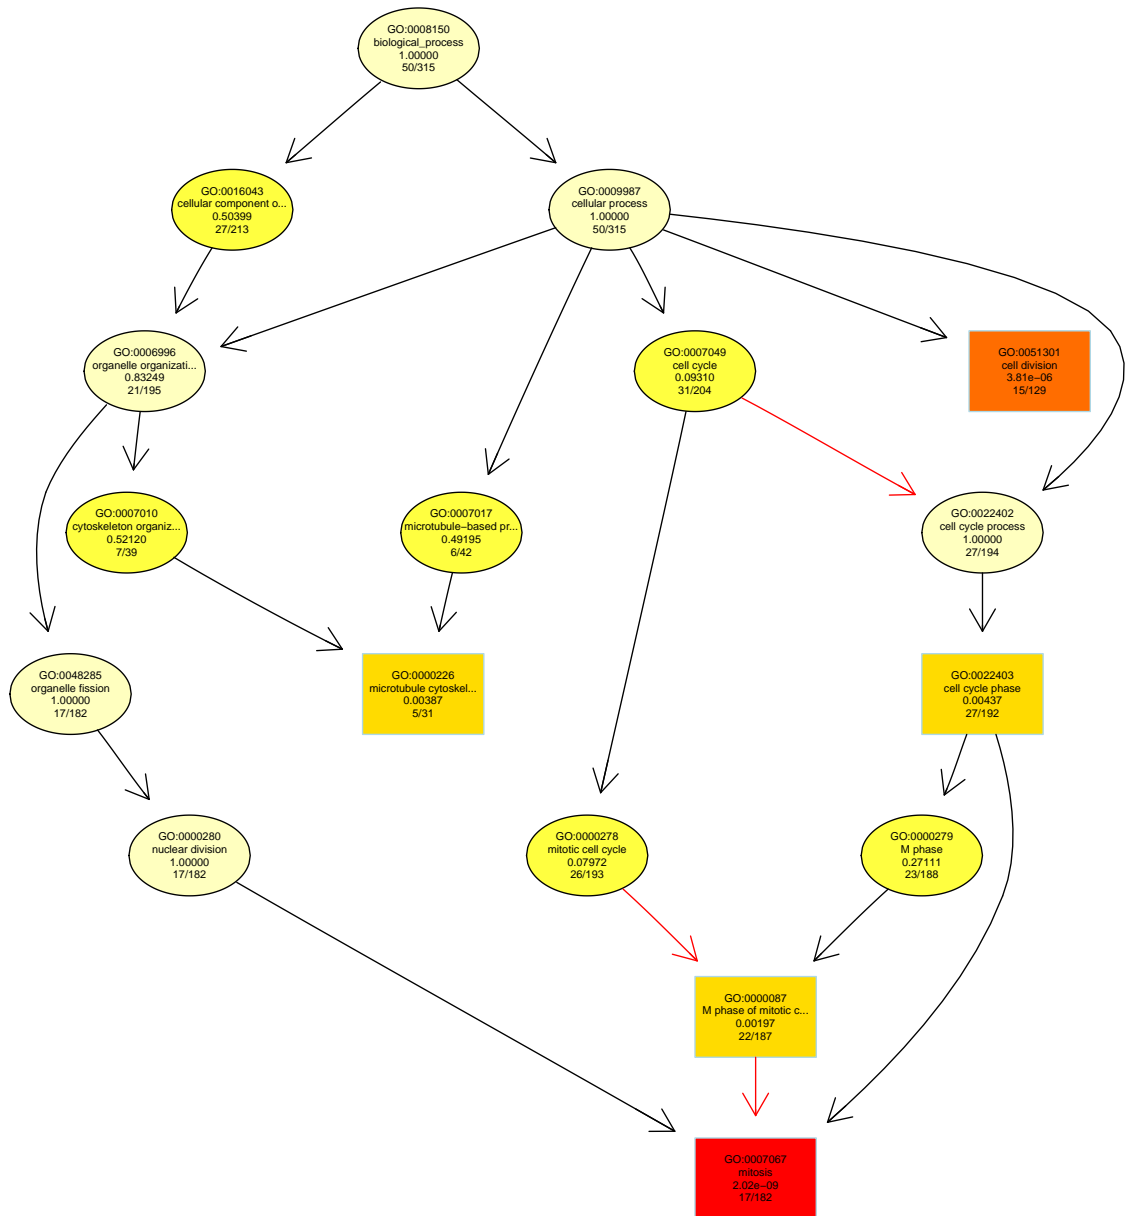 GO:0008150
biological_process
1.00000
50/315
GO:0016043
cellular component o...
0.50399
27/213
GO:0009987
cellular process
1.00000
50/315
GO:0006996
organelle organizati...
0.83249
21/195
GO:0007049
cell cycle
0.09310
31/204
GO:0051301
cell division
3.81e−06
15/129
GO:0007010
cytoskeleton organiz...
0.52120
7/39
GO:0007017
microtubule−based pr...
0.49195
6/42
GO:0022402
cell cycle process
1.00000
27/194
GO:0048285
organelle fission
1.00000
17/182
GO:0000226
microtubule cytoskel...
0.00387
5/31
GO:0022403
cell cycle phase
0.00437
27/192
GO:0000280
nuclear division
1.00000
17/182
GO:0000278
mitotic cell cycle
0.07972
26/193
GO:0000279
M phase
0.27111
23/188
GO:0000087
M phase of mitotic c...
0.00197
22/187
GO:0007067
mitosis
2.02e−09
17/182